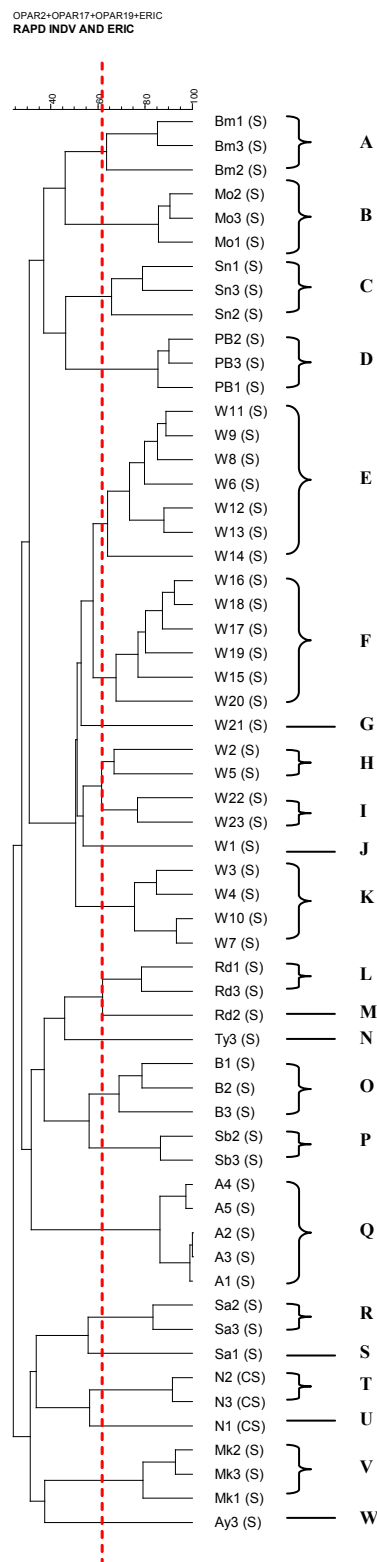 OPAR2+OPAR17+OPAR19+ERIC
RAPD INDV AND ERIC
40 60 80 100
Bm1 (S)
Bm3 (S) A
Bm2 (S)
Mo2 (S)
Mo3 (S) B
Mo1 (S)
Sn1 (S)
Sn3 (S) C
Sn2 (S)
PB2 (S)
PB3 (S) D
PB1 (S)
W11 (S)
W9 (S)
W8 (S)
W6 (S) E
W12 (S)
W13 (S)
W14 (S)
W16 (S)
W18 (S)
W17 (S)
W19 (S) F
W15 (S)
W20 (S)
W21 (S) G
W2 (S) H
W5 (S)
W22 (S) I
W23 (S)
W1 (S) J
W3 (S)
W4 (S) K
W10 (S)
W7 (S)
Rd1 (S) L
Rd3 (S)
Rd2 (S) M
Ty3 (S) N
B1 (S)
B2 (S) O
B3 (S)
Sb2 (S) P
Sb3 (S)
A4 (S)
A5 (S)
A2 (S) Q
A3 (S)
A1 (S)
Sa2 (S) R
Sa3 (S)
Sa1 (S) S
N2 (CS) T
N3 (CS)
N1 (CS) U
Mk2 (S)
Mk3 (S) V
Mk1 (S)
Ay3 (S) W